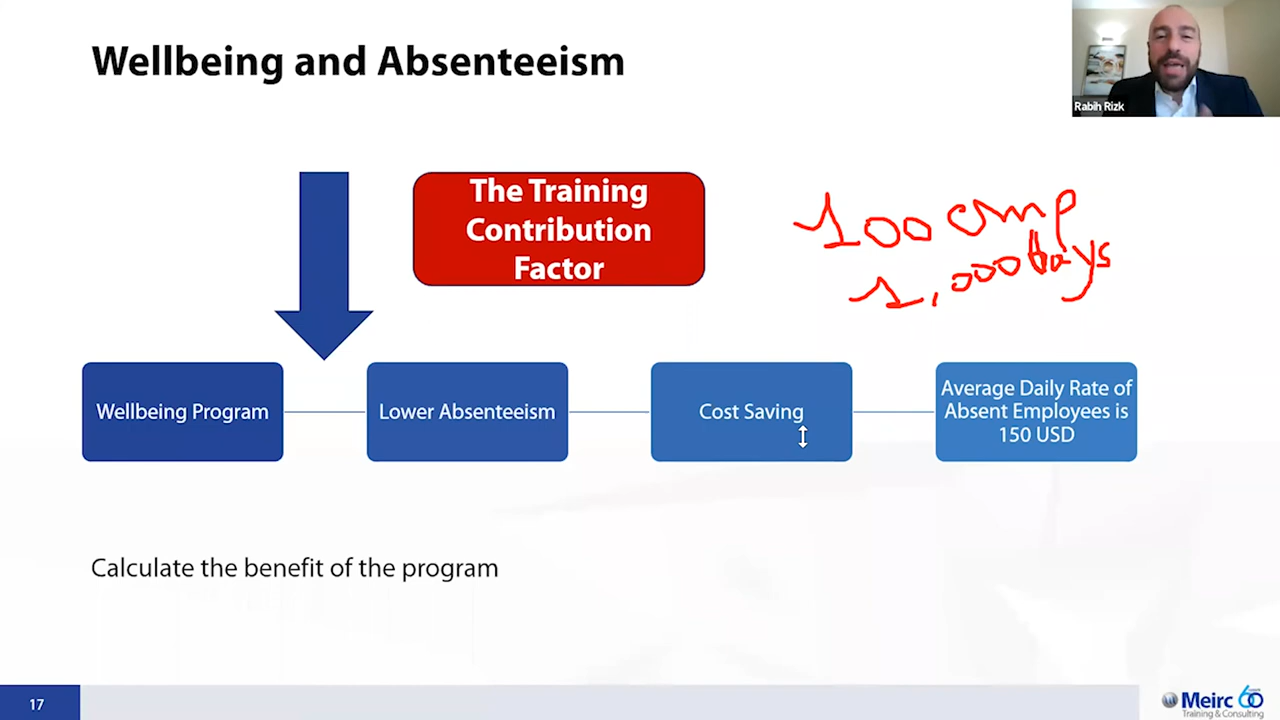 Wellbeing and Absenteeism
Rabih Rizk
The Training
Contribution
Factor
100 emp
1,000 days
Wellbeing Program
Lower Absenteeism
Cost Saving
Average Daily Rate of
Absent Employees is
150 USD
Calculate the benefit of the program
17
Meirc 60
Training & Consulting